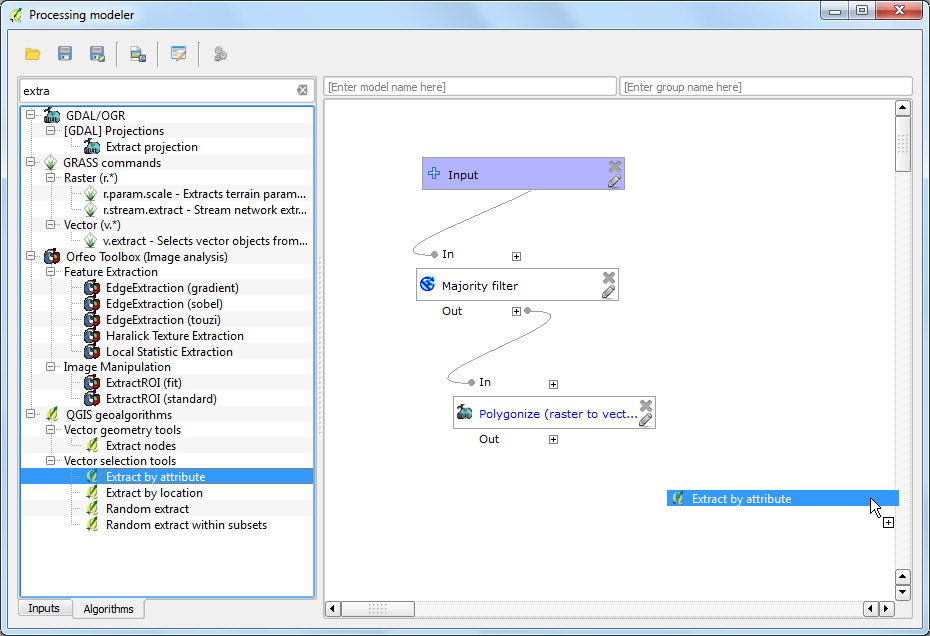 Processing modeler
extra
[Enter model name here]
[Enter group name here]
GDAL/OGR
[GDAL] Projections
Extract projection
GRASS commands
Raster (r.*)
r.param.scale - Extracts terrain param...
r.stream.extract - Stream network extr...
Vector (v.*)
v.extract - Selects vector objects from...
Orfeo Toolbox (Image analysis)
Feature Extraction
EdgeExtraction (gradient)
EdgeExtraction (sobel)
EdgeExtraction (touzi)
Haralick Texture Extraction
Local Statistic Extraction
Image Manipulation
ExtractROI (fit)
ExtractROI (standard)
QGIS geoalgorithms
Vector geometry tools
Extract nodes
Vector selection tools
Extract by attribute
Extract by location
Random extract
Random extract within subsets
Inputs
Algorithms
Input
In
Majority filter
Out
In
Polygonize (raster to vect...
Out
Extract by attribute